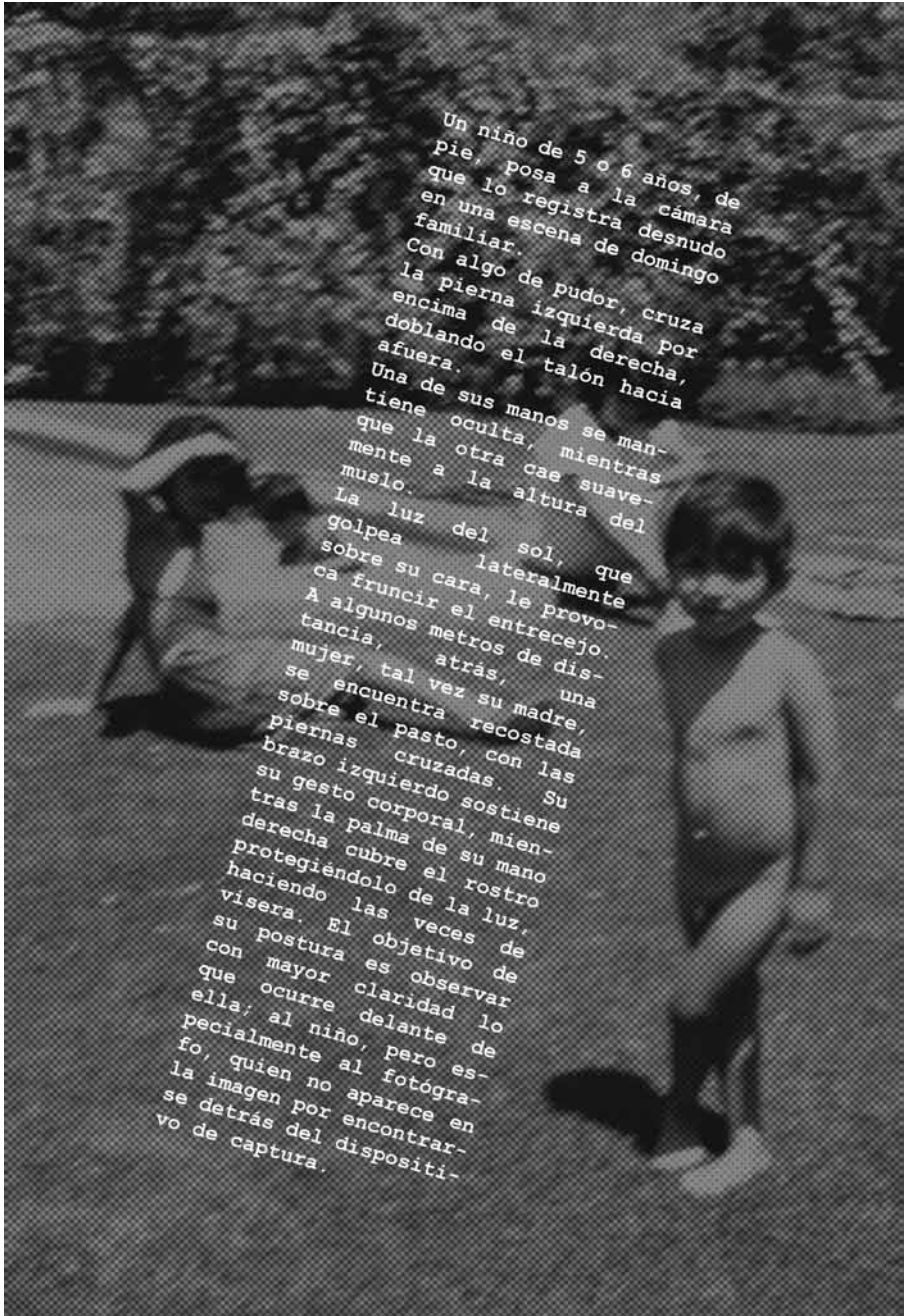 Un niño de 5 o 6 años, de
pie, posa a la cámara
que lo registra desnudo
en una escena de domingo
familiar.
Con algo de pudor, cruza
la pierna izquierda por
encima de la derecha,
doblando el talón hacia
afuera.
Una de sus manos se man-
tiene oculta, mientras
que la otra cae suave-
mente a la altura del
muslo.
La luz del sol, que
golpea lateralmente
sobre su cara, le provo-
ca fruncir el entrecejo.
A algunos metros de dis-
tancia, atrás, una
mujer, tal vez su madre,
se encuentra recostada
sobre el pasto, con las
piernas cruzadas. Su
brazo izquierdo sostiene
su gesto corporal, mien-
tras la palma de su mano
derecha cubre el rostro
protegiéndolo de la luz,
haciendo las veces de
visera. El objetivo de
su postura es observar
con mayor claridad lo
que ocurre delante de
ella; al niño, pero es-
pecialmente al fotógra-
fo, quien no aparece en
la imagen por encontrar-
se detrás del dispositi-
vo de captura.